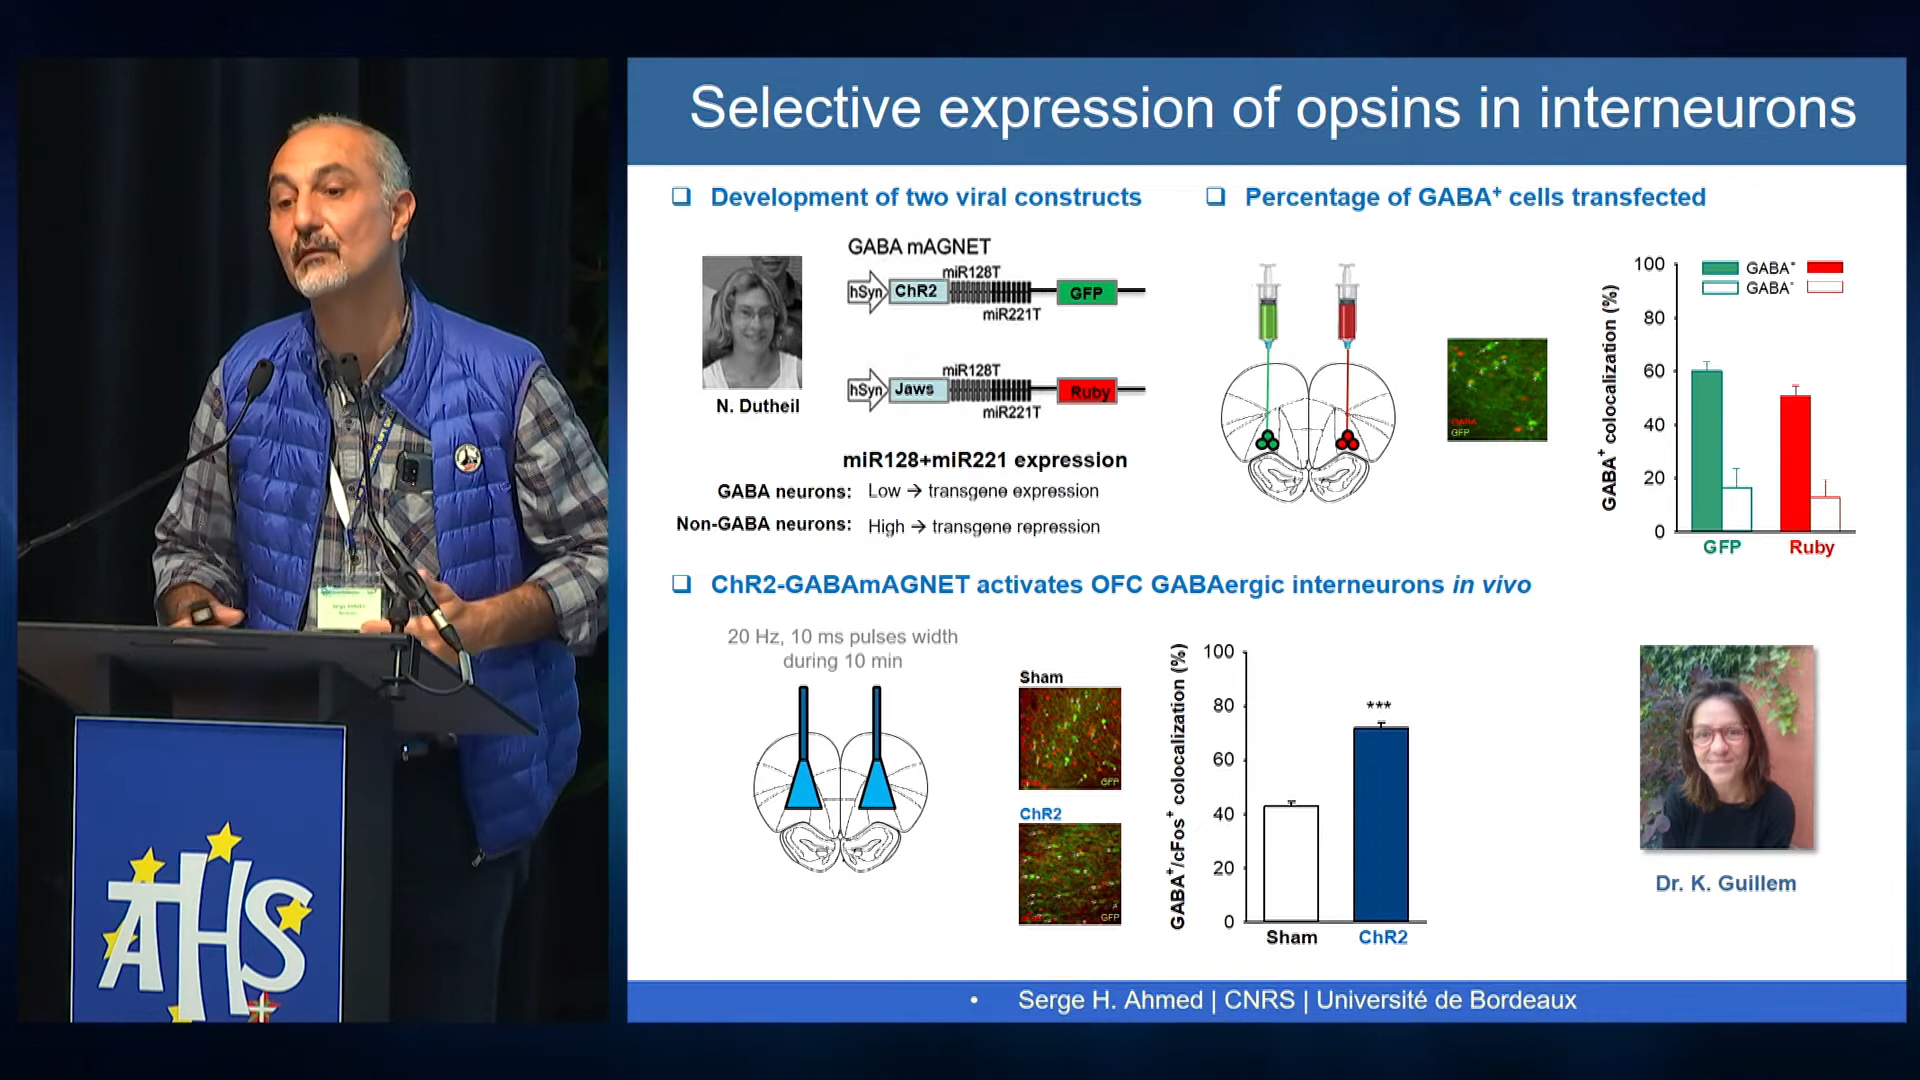 Selective expression of opsins in interneurons
❑ Development of two viral constructs
GABA mAGNET
miR128T
hSyn ChR2 GFP
miR221T
miR128T
hSyn Jaws Ruby
miR221T
N. Dutheil
miR128+miR221 expression
GABA neurons: Low → transgene expression
Non-GABA neurons: High → transgene repression
❑ Percentage of GABA⁺ cells transfected
GFP
GABA⁺ colocalization (%)
100
80
60
40
20
0
GABA⁺
GABA⁻
GFP Ruby
❑ ChR2-GABAmAGNET activates OFC GABAergic interneurons in vivo
20 Hz, 10 ms pulses width
during 10 min
Sham
GFP
ChR2
GFP
GABA⁺/cFos⁺ colocalization (%)
100
80
60
40
20
0
***
Sham ChR2
Dr. K. Guillem
• Serge H. Ahmed | CNRS | Université de Bordeaux
AHS